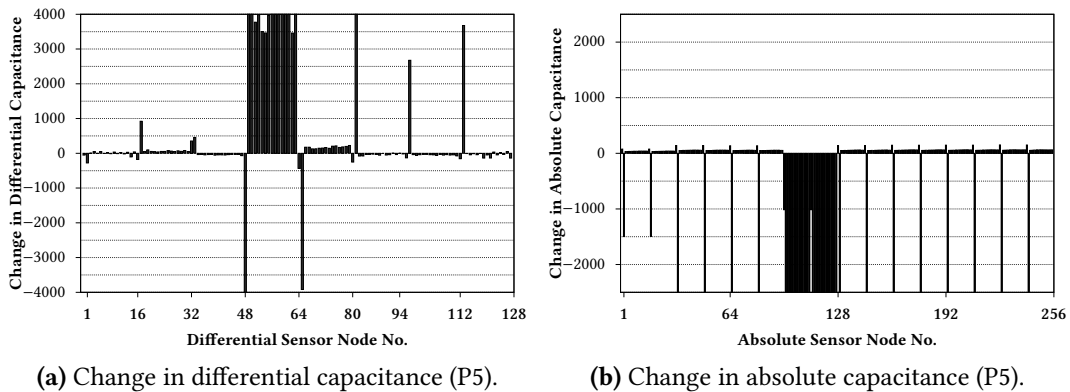 4000
3000
2000
1000
0
−1000
−2000
−3000
−4000
Change in Differential Capacitance
1 16 32 48 64 80 94 112 128
Differential Sensor Node No.
(a) Change in differential capacitance (P5).
2000
1000
0
−1000
−2000
Change in Absolute Capacitance
1 64 128 192 256
Absolute Sensor Node No.
(b) Change in absolute capacitance (P5).